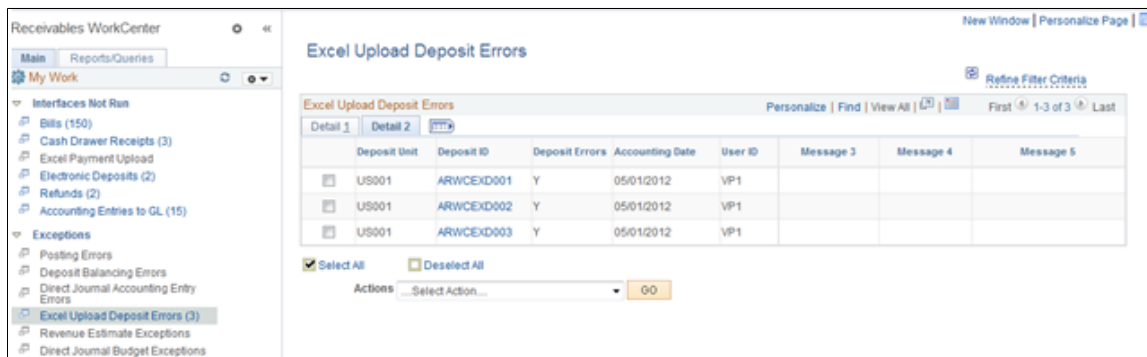 New Window | Personalize Page |
Receivables WorkCenter
Main Reports/Queries
My Work
Interfaces Not Run
Bills (150)
Cash Drawer Receipts (3)
Excel Payment Upload
Electronic Deposits (2)
Refunds (2)
Accounting Entries to GL (15)
Exceptions
Posting Errors
Deposit Balancing Errors
Direct Journal Accounting Entry
Errors
Excel Upload Deposit Errors (3)
Revenue Estimate Exceptions
Direct Journal Budget Exceptions
Excel Upload Deposit Errors
Refine Filter Criteria
Excel Upload Deposit Errors Personalize | Find | View All | First 1-3 of 3 Last
Detail 1 Detail 2
Deposit Unit Deposit ID Deposit Errors Accounting Date User ID Message 3 Message 4 Message 5
US001 ARWCEXD001 Y 05/01/2012 VP1
US001 ARWCEXD002 Y 05/01/2012 VP1
US001 ARWCEXD003 Y 05/01/2012 VP1
Select All Deselect All
Actions ...Select Action... GO